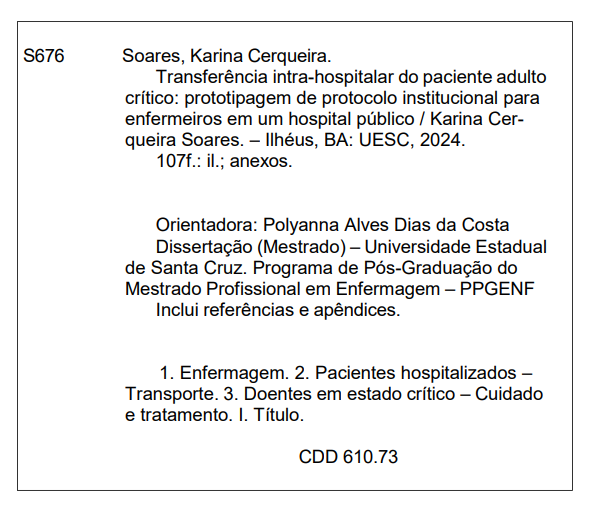 S676 Soares, Karina Cerqueira.
Transferência intra-hospitalar do paciente adulto
crítico: prototipagem de protocolo institucional para
enfermeiros em um hospital público / Karina Cer-
queira Soares. – Ilhéus, BA: UESC, 2024.
107f.: il.; anexos.
Orientadora: Polyanna Alves Dias da Costa
Dissertação (Mestrado) – Universidade Estadual
de Santa Cruz. Programa de Pós-Graduação do
Mestrado Profissional em Enfermagem – PPGENF
Inclui referências e apêndices.
1. Enfermagem. 2. Pacientes hospitalizados –
Transporte. 3. Doentes em estado crítico – Cuidado
e tratamento. I. Título.
CDD 610.73